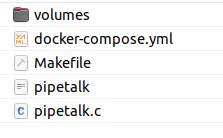 volumes
docker-compose.yml
Makefile
pipetalk
pipetalk.c